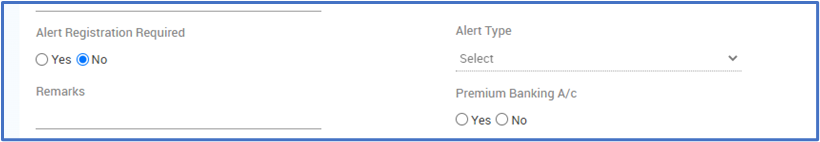 Alert Registration Required
Yes No
Remarks
Alert Type
Select
Premium Banking A/c
Yes No